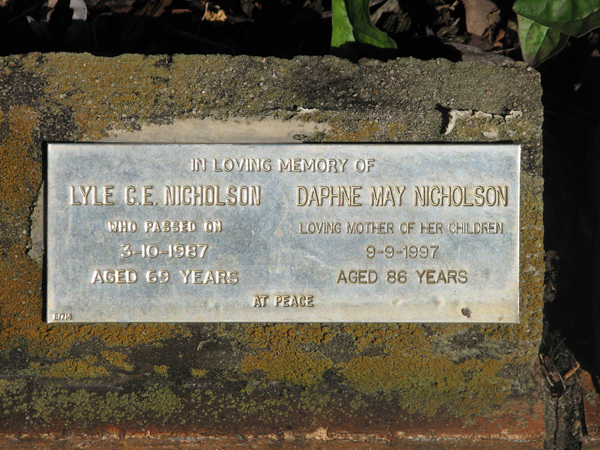 IN LOVING MEMORY OF
LYLE C.E. NICHOLSON
WHO PASSED ON
3-10-1987
AGED 69 YEARS
DAPHNE MAY NICHOLSON
LOVING MOTHER OF HER CHILDREN
9-9-1997
AGED 86 YEARS
AT PEACE